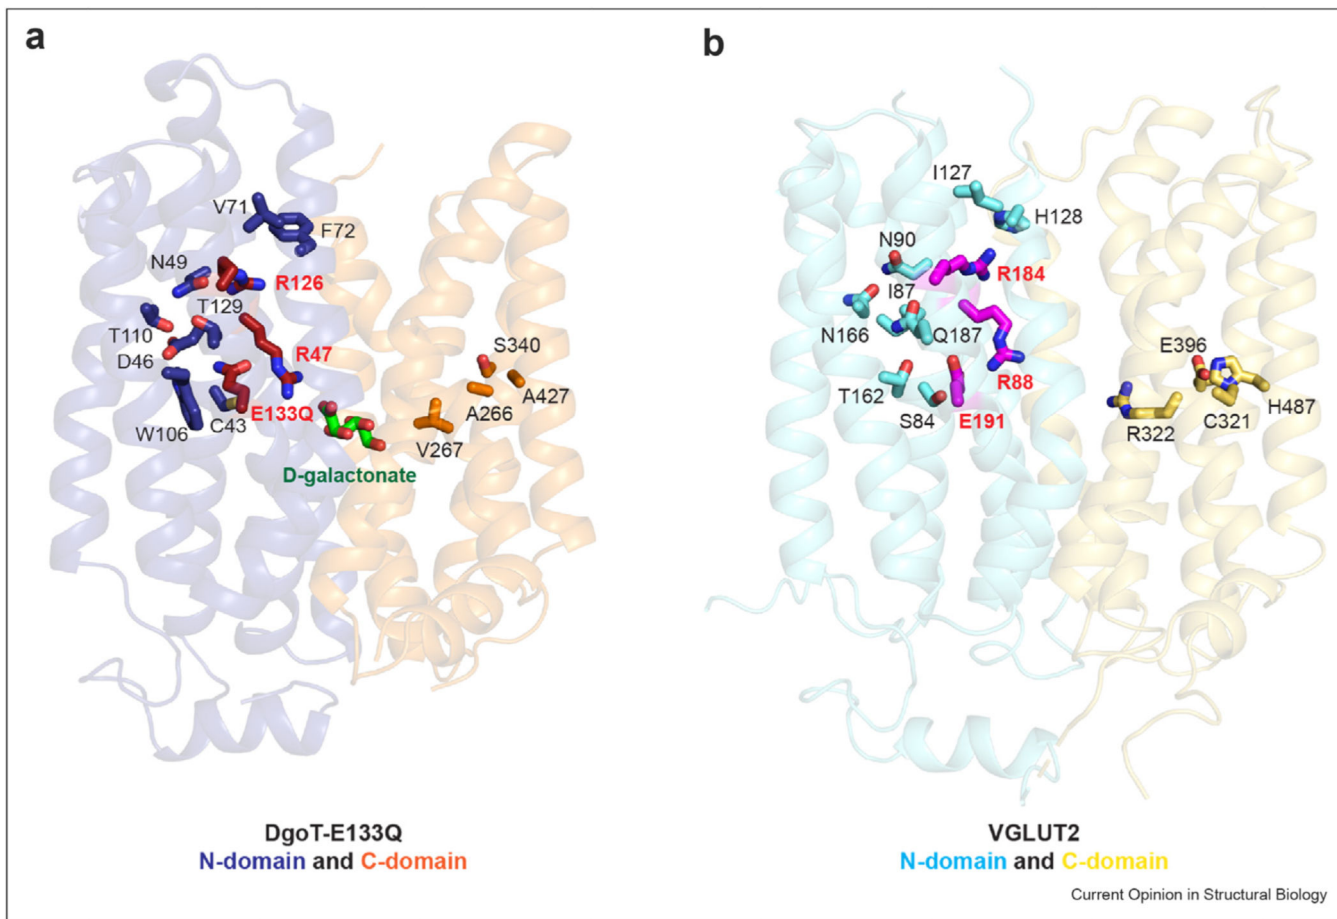 a
V71
F72
N49
R126
T129
T110
D46
R47
S340
A427
A266
W106
C43
E133Q
V267
D-galactonate
DgoT-E133Q
N-domain and C-domain
b
I127
H128
N90
R184
I87
N166
Q187
E396
R88
T162
S84
E191
R322
C321
H487
VGLUT2
N-domain and C-domain
Current Opinion in Structural Biology